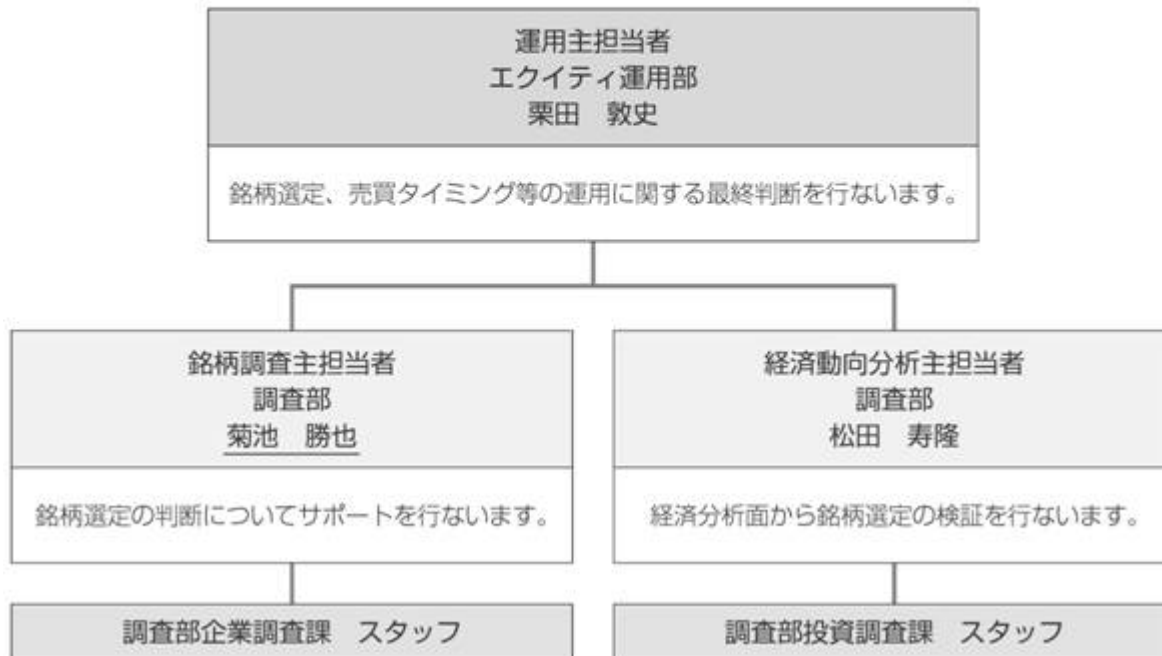 運用主担当者
エクイティ運用部
栗田　敦史
銘柄選定、売買タイミング等の運用に関する最終判断を行ないます。
銘柄調査主担当者
調査部
菊池　勝也
銘柄選定の判断についてサポートを行ないます。
調査部企業調査課　スタッフ
経済動向分析主担当者
調査部
松田　寿隆
経済分析面から銘柄選定の検証を行ないます。
調査部投資調査課　スタッフ